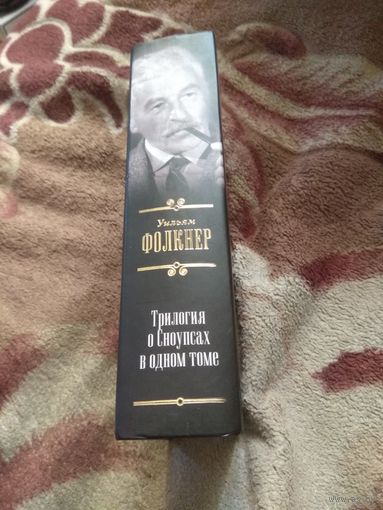 Уильям
ФОЛКНЕР
Трилогия
о Сноупсах
в одном томе